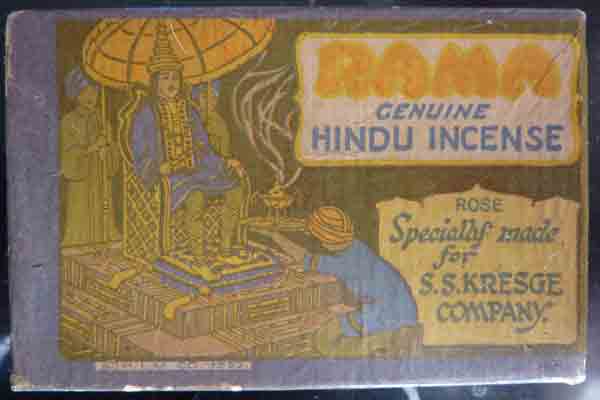 RAMA
GENUINE
HINDU INCENSE
ROSE
Specially made
for
S.S.KRESGE
COMPANY.